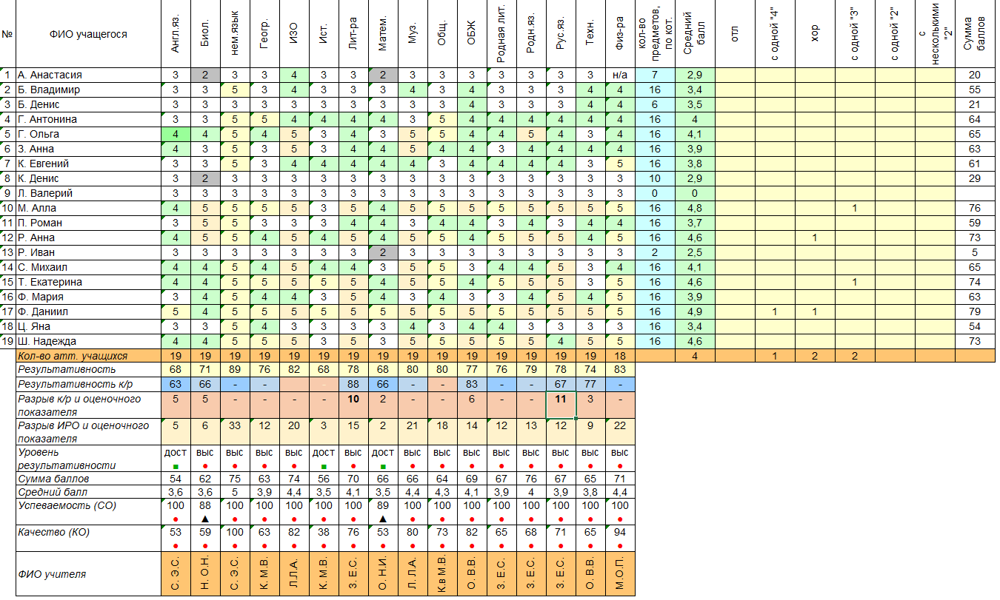 № ФИО учащегося Англ.яз. Биол. нем.язык Геогр. ИЗО Ист. Лит-ра Матем. Муз. Общ. ОБЖ Родная лит. Родн.яз. Рус.яз. Техн. Физ-ра кол-во предметов, по кот. Средний балл отл с одной "4" хор с одной "3" с одной "2" с несколькими "2" Сумма баллов
1 А. Анастасия 3 2 3 3 4 3 3 2 3 3 3 3 3 3 3 н/а 7 2,9 20
2 Б. Владимир 3 3 5 3 4 3 3 3 4 3 4 3 3 3 4 4 16 3,4 55
3 Б. Денис 3 3 3 3 3 3 3 3 3 3 4 3 3 3 4 4 6 3,5 21
4 Г. Антонина 3 3 5 5 4 4 4 4 3 5 4 4 4 4 4 4 16 4 64
5 Г. Ольга 4 4 5 4 5 3 4 3 5 5 4 4 5 4 3 4 16 4,1 65
6 З. Анна 4 3 5 3 5 3 4 4 5 4 4 3 4 4 4 4 16 3,9 63
7 К. Евгений 3 3 5 3 4 4 4 4 4 3 4 4 4 4 3 5 16 3,8 61
8 К. Денис 3 2 3 3 3 3 3 3 3 3 3 3 3 3 3 3 10 2,9 29
9 Л. Валерий 3 3 3 3 3 3 3 3 3 3 3 3 3 3 3 3 0 0
10 М. Алла 4 5 5 5 5 3 5 4 5 5 5 5 5 5 5 5 16 4,8 1 76
11 П. Роман 3 5 5 3 3 3 4 4 3 4 4 3 4 3 4 4 16 3,7 59
12 Р. Анна 4 5 5 4 5 4 5 4 5 5 4 5 5 5 4 5 16 4,6 1 73
13 Р. Иван 3 3 3 3 3 3 3 2 3 3 3 3 3 3 3 3 2 2,5 5
14 С. Михаил 4 4 5 4 5 4 4 3 5 5 3 4 4 5 3 4 16 4,1 65
15 Т. Екатерина 4 4 5 5 5 5 5 4 5 5 4 5 5 5 3 5 16 4,6 1 74
16 Ф. Мария 3 4 5 4 4 3 5 4 3 4 3 3 4 5 4 5 16 3,9 63
17 Ф. Даниил 5 4 5 5 5 5 5 5 5 5 5 5 5 5 5 5 16 4,9 1 1 79
18 Ц. Яна 3 3 5 4 3 3 3 3 4 3 4 4 3 3 3 3 16 3,4 54
19 Ш. Надежда 4 4 5 5 5 3 5 3 5 5 5 5 5 4 5 5 16 4,6 73
Кол-во атт. учащихся 19 19 19 19 19 19 19 19 19 19 19 19 19 19 19 18 4 1 2 2
Результативность 68 71 89 76 82 68 78 68 80 80 77 76 79 78 74 83
Результативность к/р 63 66 - - - 88 66 - - 83 - - 67 77 -
Разрыв к/р и оценочного 5 5 - - - - 10 2 - - 6 - - 11 3 -
показателя
Разрыв ИРО и оценочного 5 6 33 12 20 3 15 2 21 18 14 12 13 12 9 22
показателя
Уровень дост выс выс выс выс дост выс дост выс выс выс выс выс выс выс выс
результативности
Сумма баллов 54 62 75 63 74 56 70 66 66 64 69 67 76 67 65 71
Средний балл 3,6 3,6 5 3,9 4,4 3,5 4,1 3,5 4,4 4,3 4,1 3,9 4 3,9 3,8 4,4
Успеваемость (СО) 100 88 100 100 100 100 100 89 100 100 100 100 100 100 100 100
Качество (КО) 53 59 100 63 82 38 76 53 80 73 82 65 68 71 65 94
ФИО учителя С. Э.С. Н. О.Н. С. Э.С. К. М.В. Л.Л.А. К. М.В. З. Е.С. О. Н.И. Л. Л.А. К.в М.В. О. В.В. З. Е.С. З. Е.С. З. Е.С. О. В.В. М.О.П.